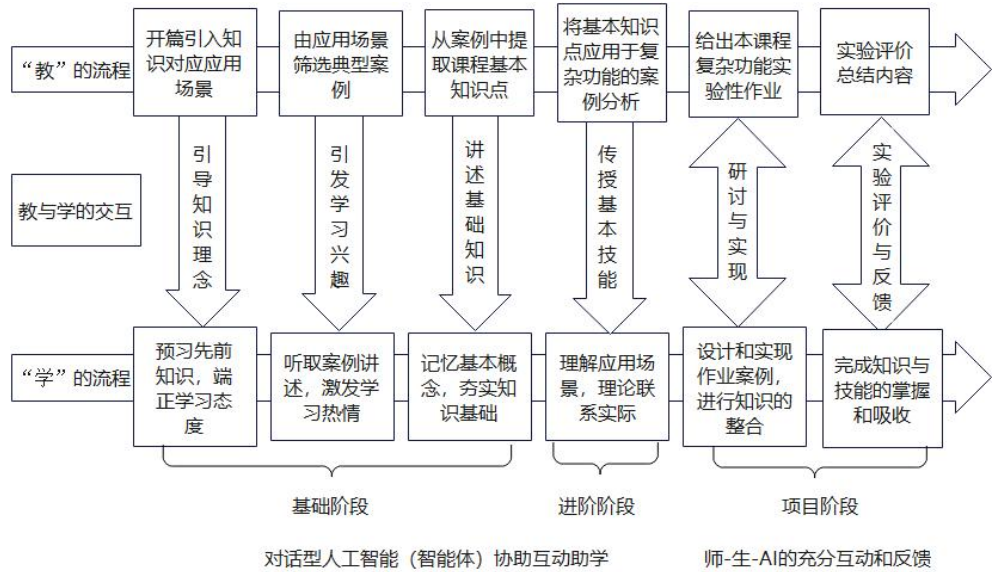 “教”的流程
开篇引入知
识对应应用
场景
由应用场景
筛选典型案
例
从案例中提
取课程基本
知识点
将基本知识
点应用于复
杂功能的案
例分析
给出本课程
复杂功能实
验性作业
实验评价
总结内容
教与学的交互
引导知识理念
引发学习兴趣
讲述基础知识
传授基本技能
研讨与实现
实验评价与反馈
“学”的流程
预习先前
知识，端
正学习态
度
听取案例讲
述，激发学
习热情
记忆基本概
念，夯实知
识基础
理解应用场
景，理论联
系实际
设计和实现
作业案例，
进行知识的
整合
完成知识与
技能的掌握
和吸收
基础阶段
进阶阶段
项目阶段
对话型人工智能（智能体）协助互动助学
师-生-AI的充分互动和反馈